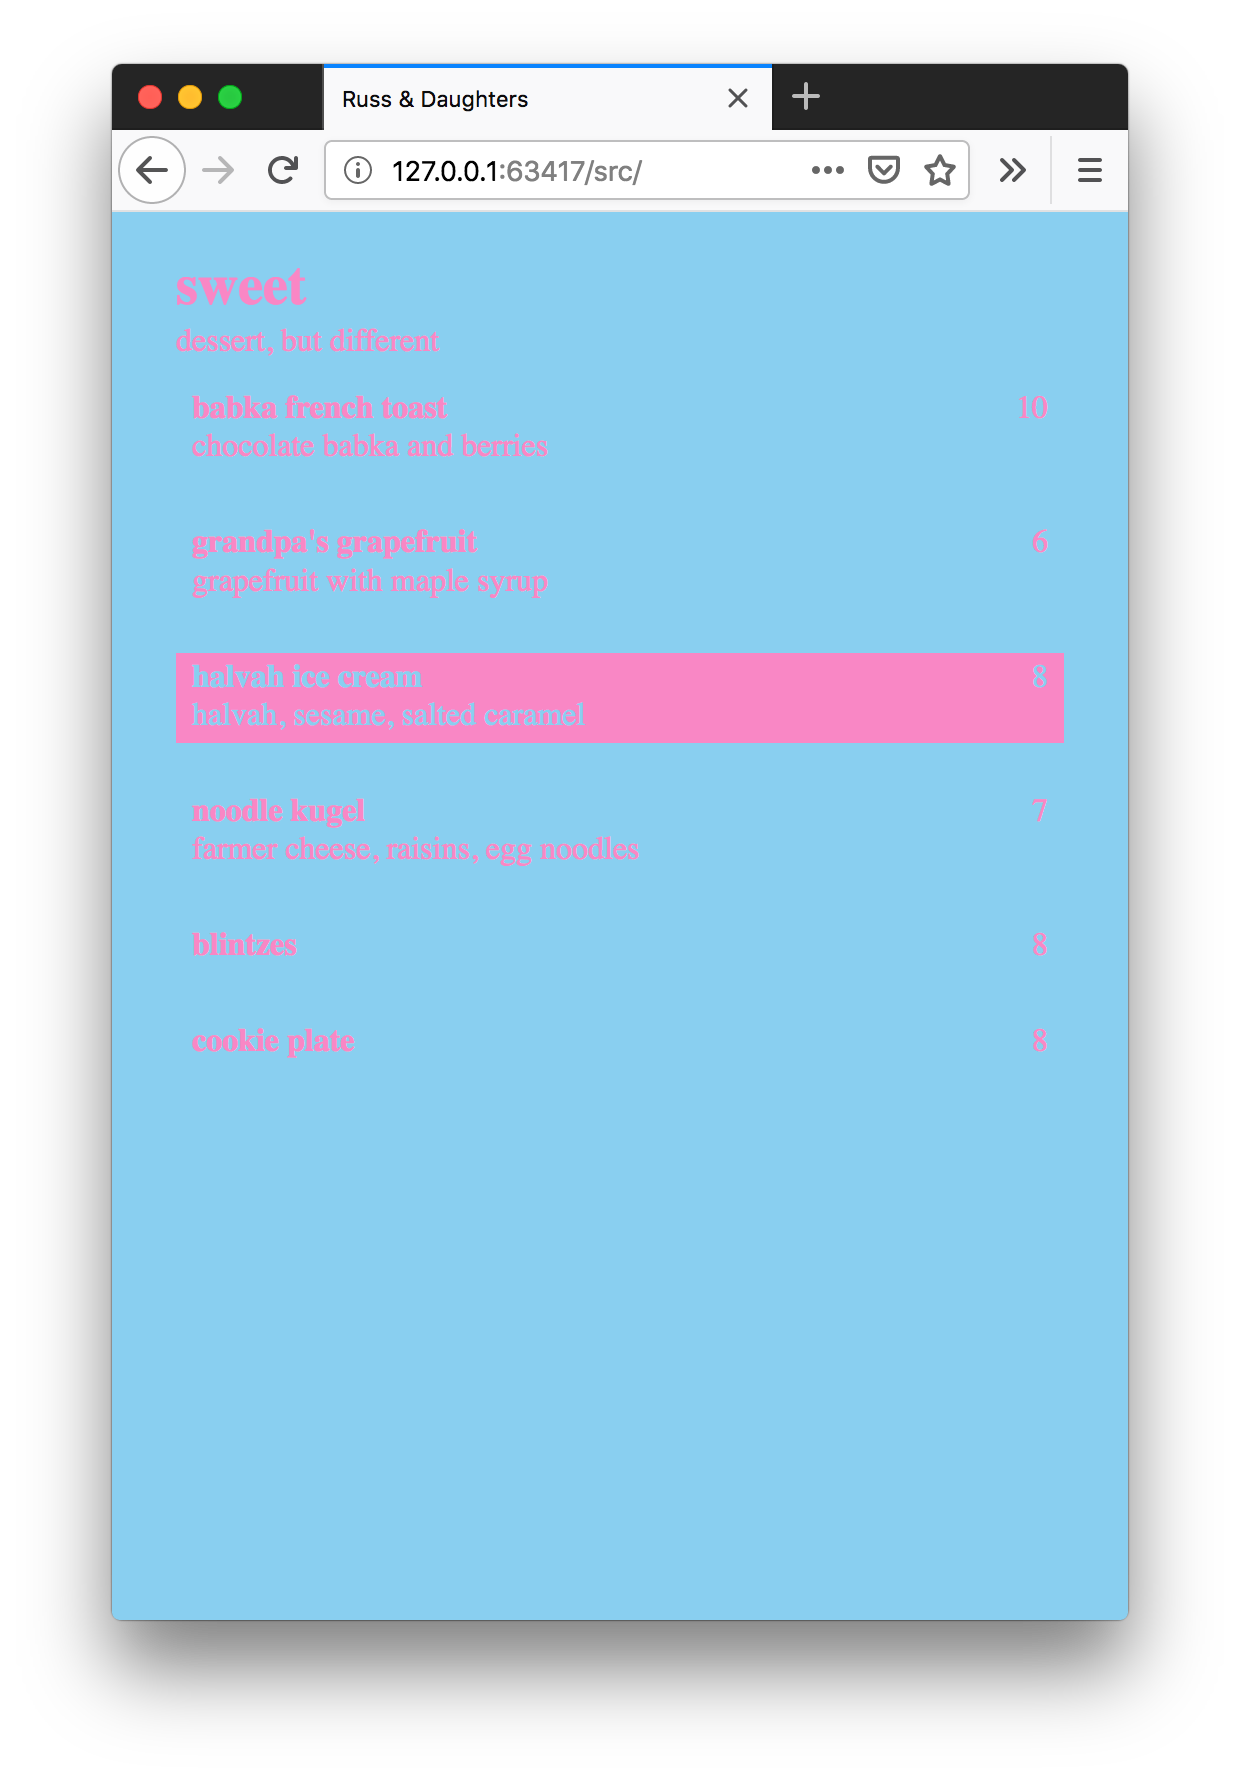 Russ & Daughters
127.0.0.1:63417/src/
sweet
dessert, but different
babka french toast 10
chocolate babka and berries
grandpa's grapefruit 6
grapefruit with maple syrup
halvah ice cream 8
halvah, sesame, salted caramel
noodle kugel 7
farmer cheese, raisins, egg noodles
blintzes 8
cookie plate 8